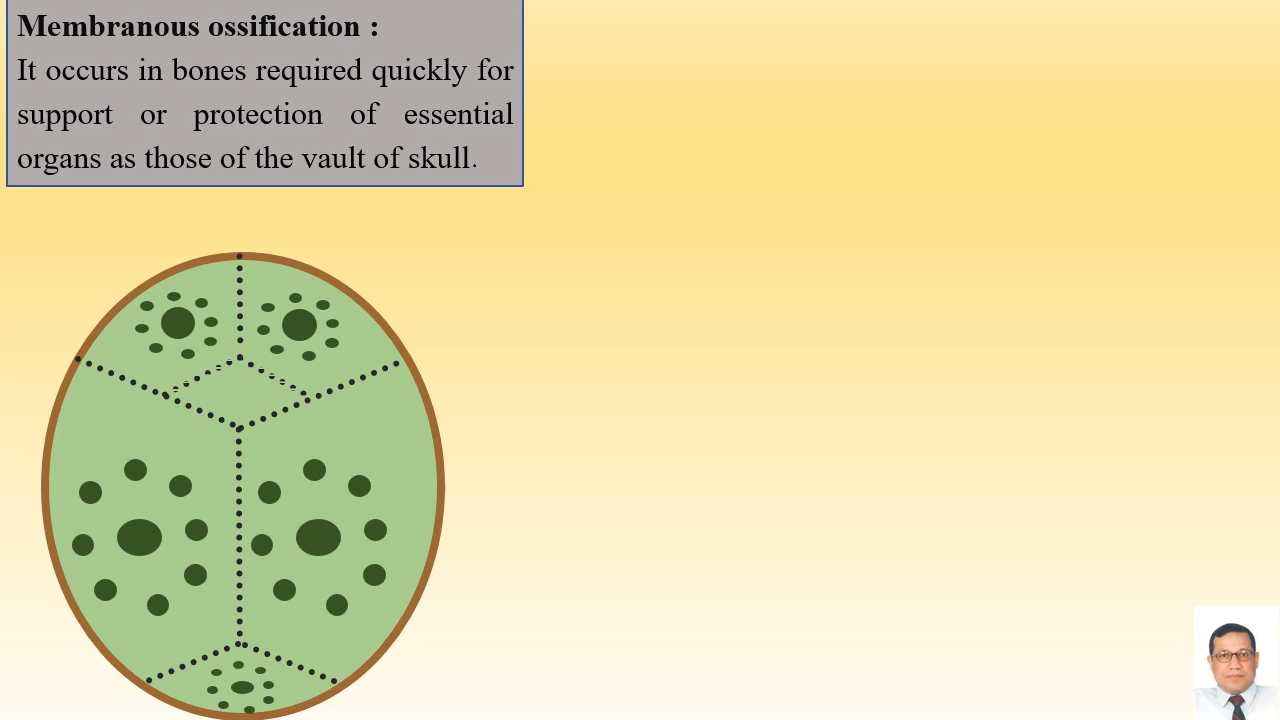 Membranous ossification :
It occurs in bones required quickly for
support or protection of essential
organs as those of the vault of skull.